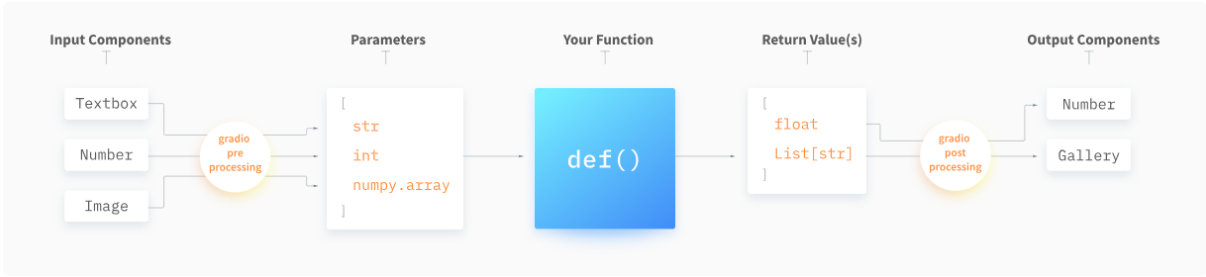 Input Components
Parameters
Your Function
Return Value(s)
Output Components
Textbox
Number
Image
gradio
pre
processing
[
str
int
numpy.array
]
def()
[
float
List[str]
]
gradio
post
processing
Number
Gallery